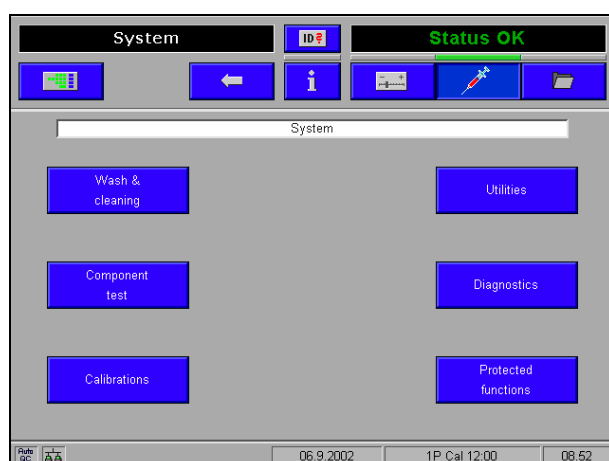 System
ID?
Status OK
i
- +
System
Wash &
cleaning
Utilities
Component
test
Diagnostics
Calibrations
Protected
functions
Auto
QC
06.9.2002
1P Cal 12:00
08.52